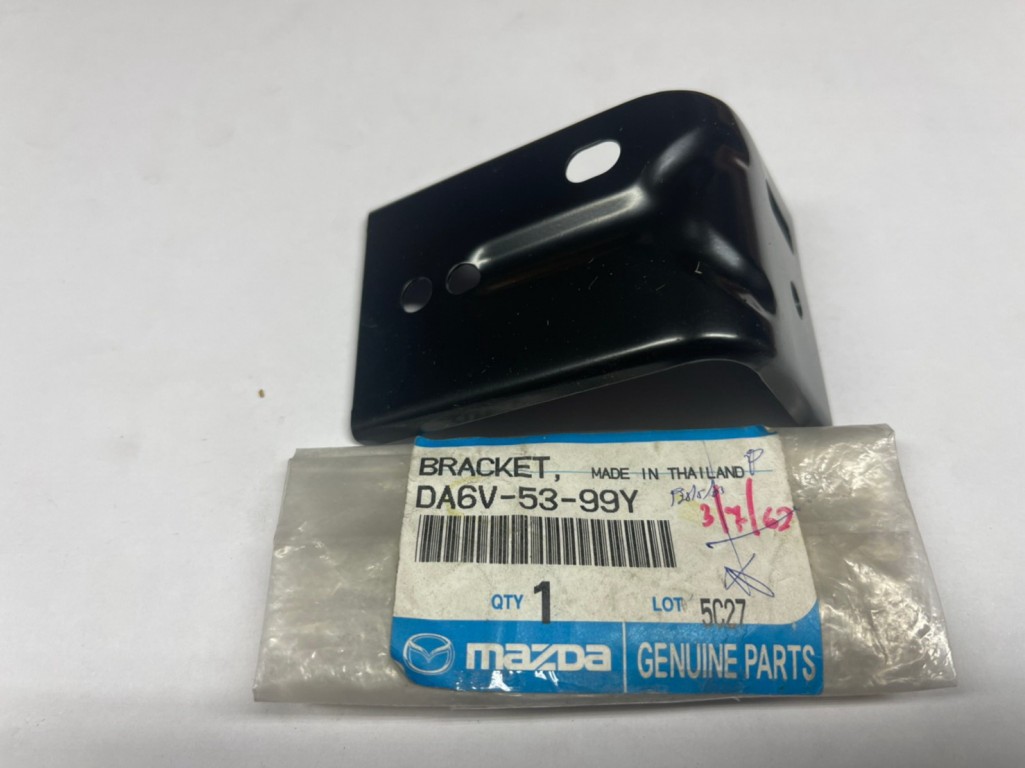 BRACKET, MADE IN THAILAND P
DA6V-53-99Y
3/7/62
QTY 1 LOT 5C27
mazda GENUINE PARTS